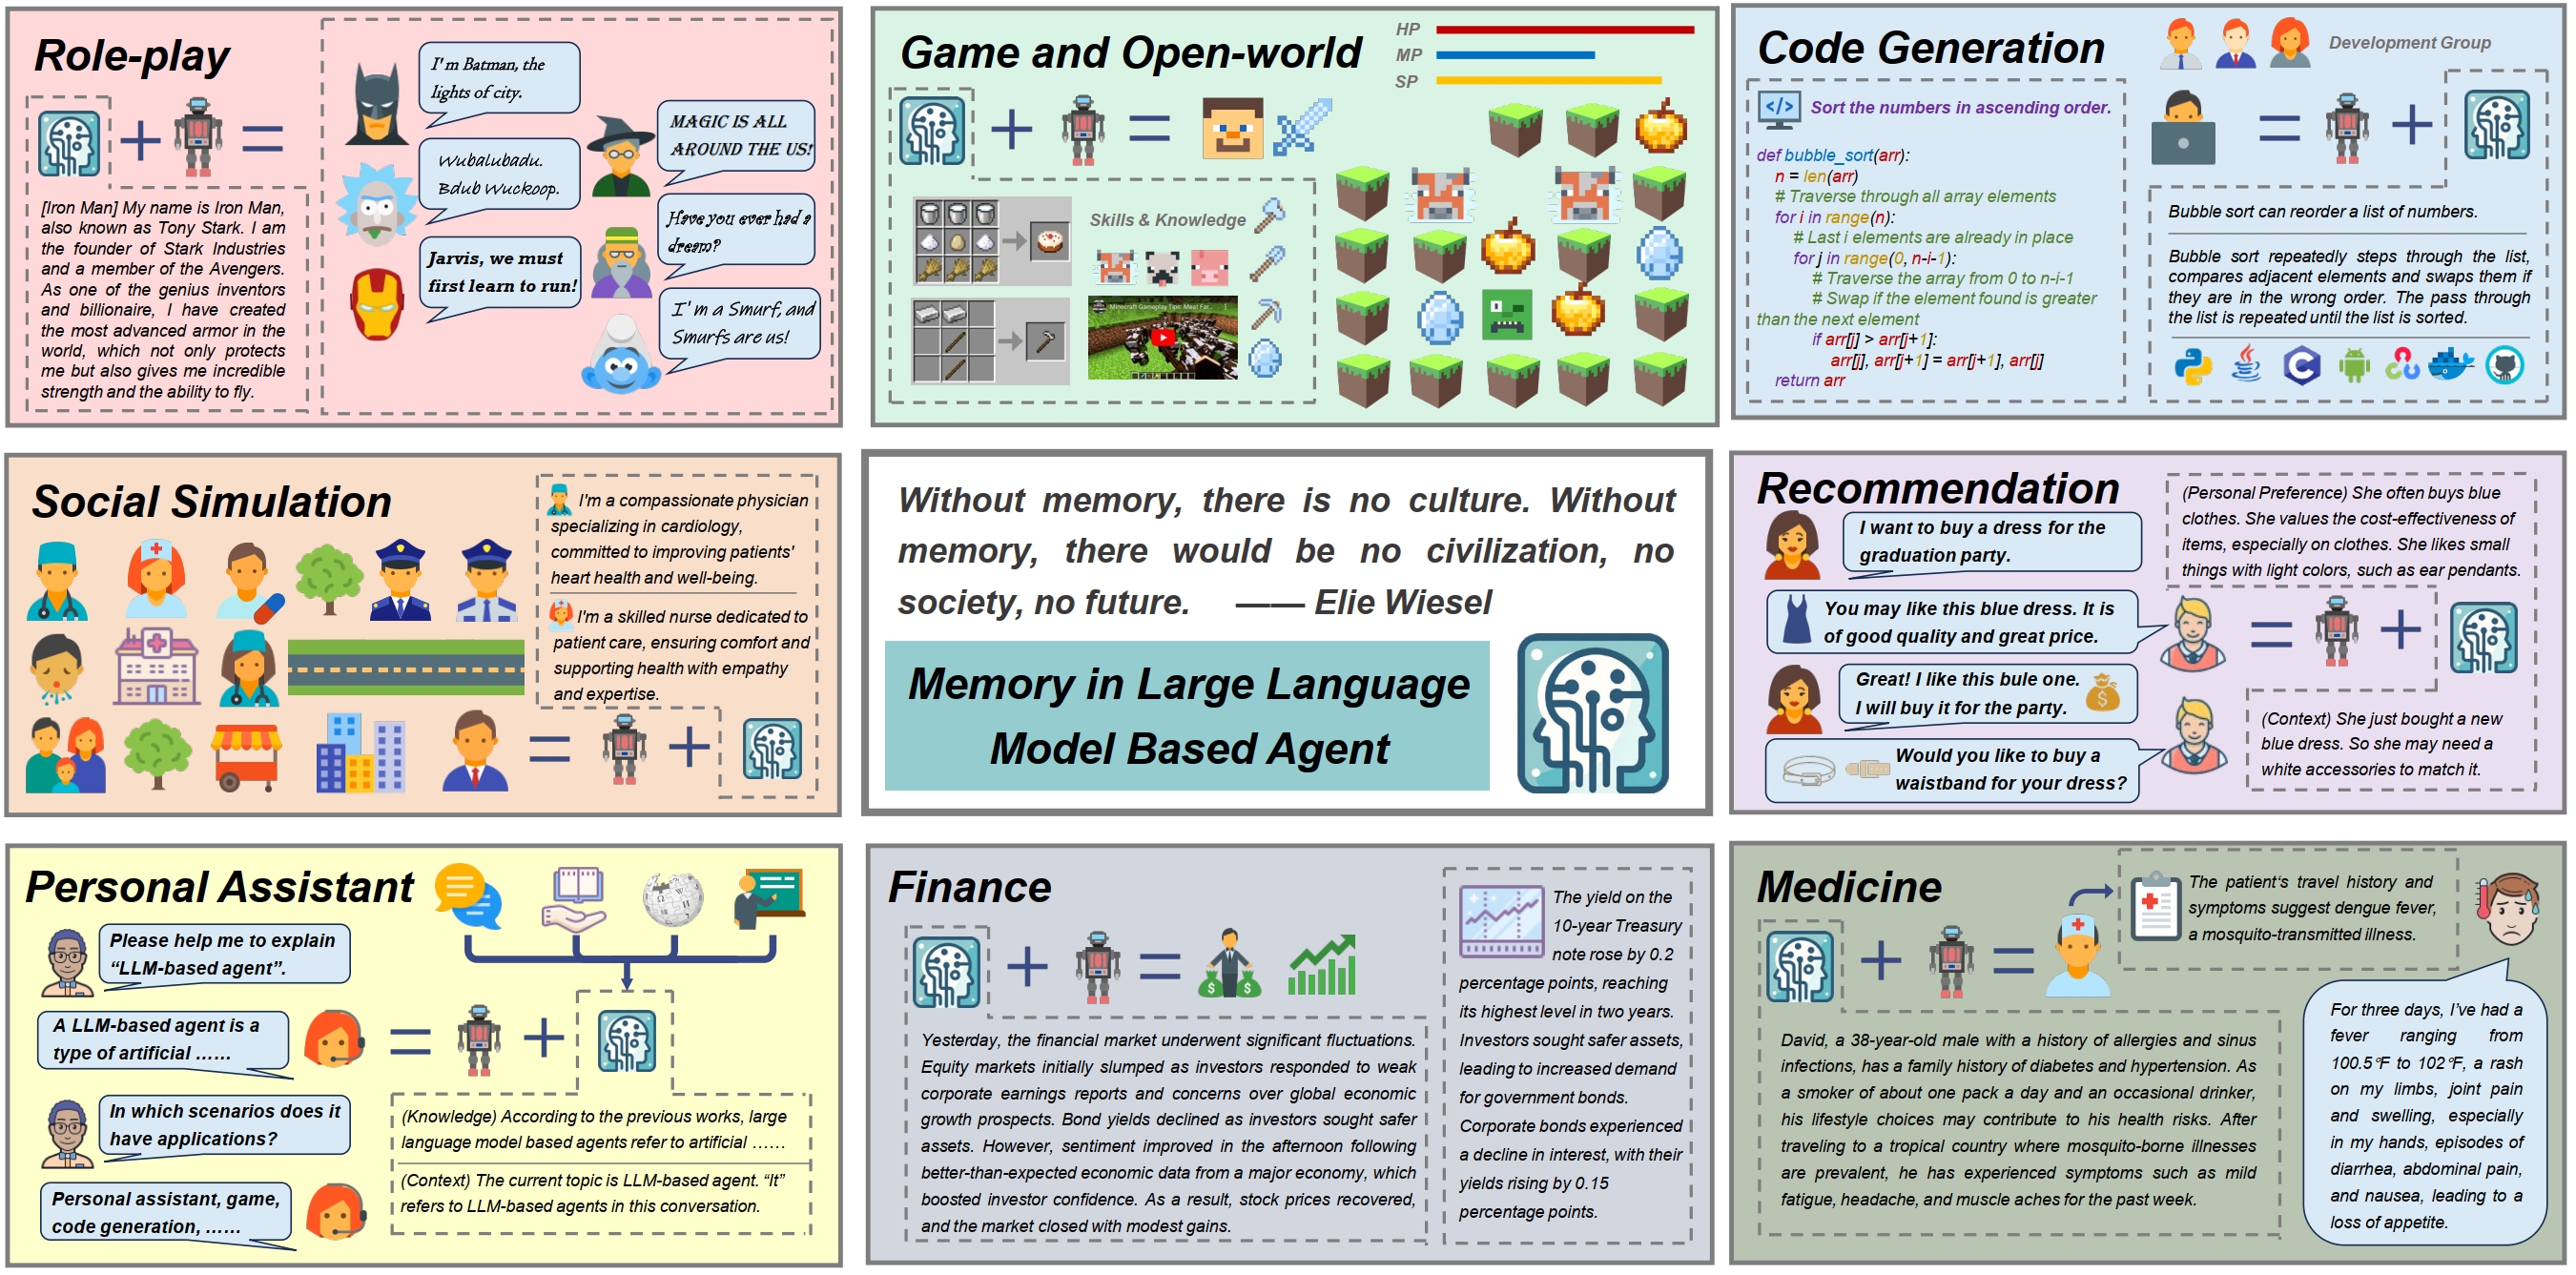 Role-play
I'm Batman, the
lights of city.
Wubalubadu.
Bdub Wuckoop.
Jarvis, we must
first learn to run!
MAGIC IS ALL
AROUND THE US!
Have you ever had a
dream?
I'm a Smurf, and
Smurfs are us!
[Iron Man] My name is Iron Man,
also known as Tony Stark. I am
the founder of Stark Industries
and a member of the Avengers.
As one of the genius inventors
and billionaire, I have created
the most advanced armor in the
world, which not only protects
me but also gives me incredible
strength and the ability to fly.
Game and Open-world
HP
MP
SP
Skills & Knowledge
Minecraft Gameplay Tip: Meat Far...
Code Generation
Development Group
Sort the numbers in ascending order.
def bubble_sort(arr):
n = len(arr)
# Traverse through all array elements
for i in range(n):
# Last i elements are already in place
for j in range(0, n-i-1):
# Traverse the array from 0 to n-i-1
# Swap if the element found is greater
than the next element
if arr[j] > arr[j+1]:
arr[j], arr[j+1] = arr[j+1], arr[j]
return arr
Bubble sort can reorder a list of numbers.
Bubble sort repeatedly steps through the list,
compares adjacent elements and swaps them if
they are in the wrong order. The pass through
the list is repeated until the list is sorted.
Social Simulation
I'm a compassionate physician
specializing in cardiology,
committed to improving patients'
heart health and well-being.
I'm a skilled nurse dedicated to
patient care, ensuring comfort and
supporting health with empathy
and expertise.
Without memory, there is no culture. Without
memory, there would be no civilization, no
society, no future. —— Elie Wiesel
Memory in Large Language
Model Based Agent
Recommendation
I want to buy a dress for the
graduation party.
You may like this blue dress. It is
of good quality and great price.
Great! I like this bule one.
I will buy it for the party.
Would you like to buy a
waistband for your dress?
(Personal Preference) She often buys blue
clothes. She values the cost-effectiveness of
items, especially on clothes. She likes small
things with light colors, such as ear pendants.
(Context) She just bought a new
blue dress. So she may need a
white accessories to match it.
Personal Assistant
Please help me to explain
“LLM-based agent”.
A LLM-based agent is a
type of artificial ……
In which scenarios does it
have applications?
Personal assistant, game,
code generation, ……
(Knowledge) According to the previous works, large
language model based agents refer to artificial ……
(Context) The current topic is LLM-based agent. “It”
refers to LLM-based agents in this conversation.
Finance
Yesterday, the financial market underwent significant fluctuations.
Equity markets initially slumped as investors responded to weak
corporate earnings reports and concerns over global economic
growth prospects. Bond yields declined as investors sought safer
assets. However, sentiment improved in the afternoon following
better-than-expected economic data from a major economy, which
boosted investor confidence. As a result, stock prices recovered,
and the market closed with modest gains.
The yield on the
10-year Treasury
note rose by 0.2
percentage points, reaching
its highest level in two years.
Investors sought safer assets,
leading to increased demand
for government bonds.
Corporate bonds experienced
a decline in interest, with their
yields rising by 0.15
percentage points.
Medicine
The patient's travel history and
symptoms suggest dengue fever,
a mosquito-transmitted illness.
David, a 38-year-old male with a history of allergies and sinus
infections, has a family history of diabetes and hypertension. As
a smoker of about one pack a day and an occasional drinker,
his lifestyle choices may contribute to his health risks. After
traveling to a tropical country where mosquito-borne illnesses
are prevalent, he has experienced symptoms such as mild
fatigue, headache, and muscle aches for the past week.
For three days, I've had a
fever ranging from
100.5℉ to 102℉, a rash
on my limbs, joint pain
and swelling, especially
in my hands, episodes of
diarrhea, abdominal pain,
and nausea, leading to a
loss of appetite.